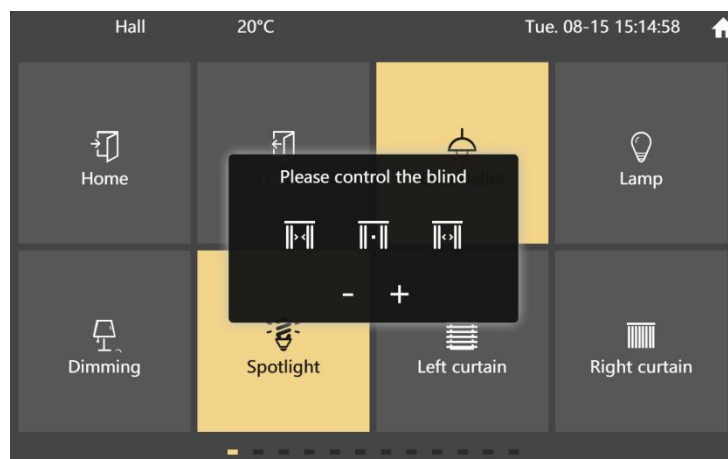 Hall 20°C Tue. 08-15 15:14:58
Please control the blind
Home
Lamp
- +
Dimming
Spotlight
Left curtain
Right curtain